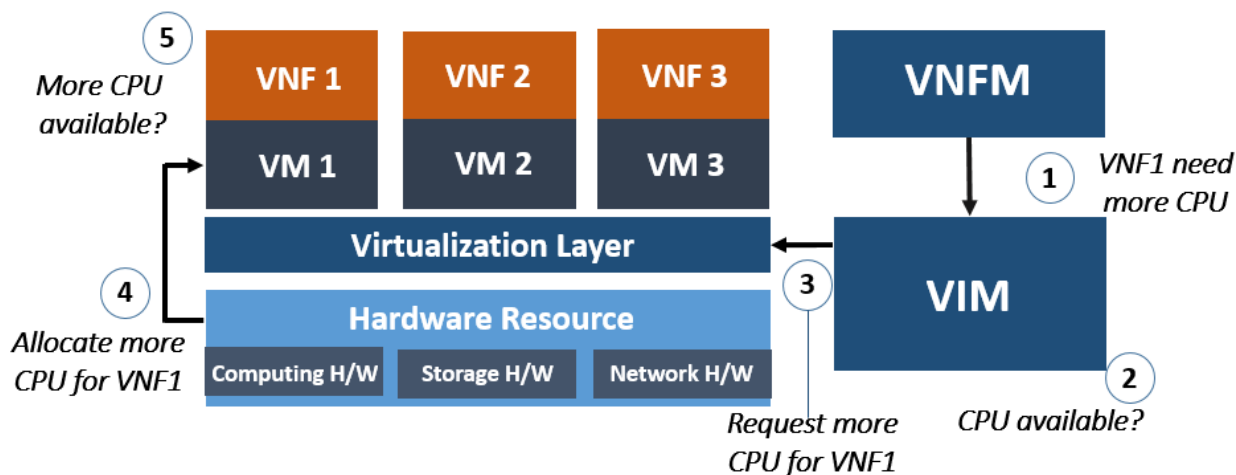 5
More CPU
available?
VNF 1
VNF 2
VNF 3
VM 1
VM 2
VM 3
VNFM
1
VNF1 need
more CPU
Virtualization Layer
3
VIM
4
Allocate more
CPU for VNF1
Hardware Resource
Computing H/W
Storage H/W
Network H/W
2
CPU available?
Request more
CPU for VNF1